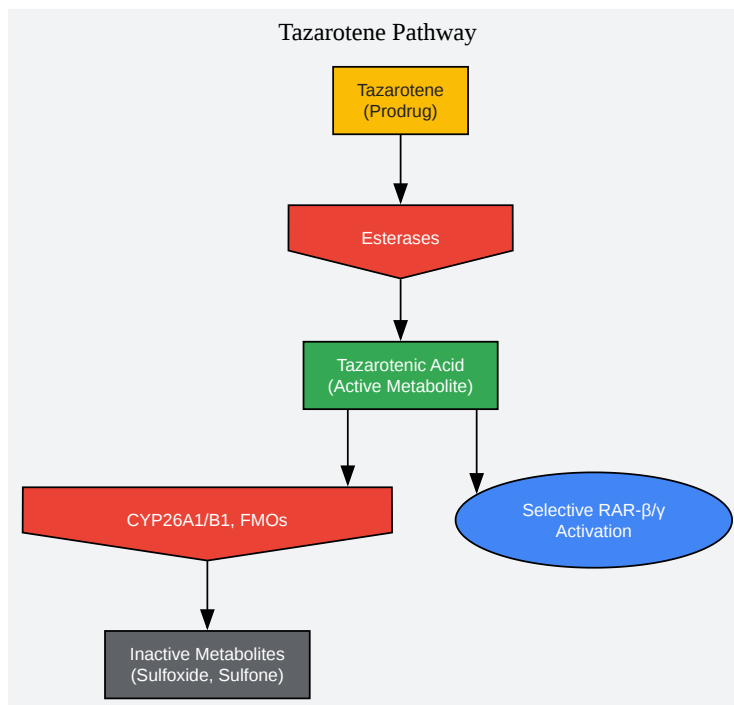 Tazarotene Pathway
Tazarotene
(Prodrug)
Esterases
Tazarotenic Acid
(Active Metabolite)
CYP26A1/B1, FMOs
Selective RAR-β/γ
Activation
Inactive Metabolites
(Sulfoxide, Sulfone)